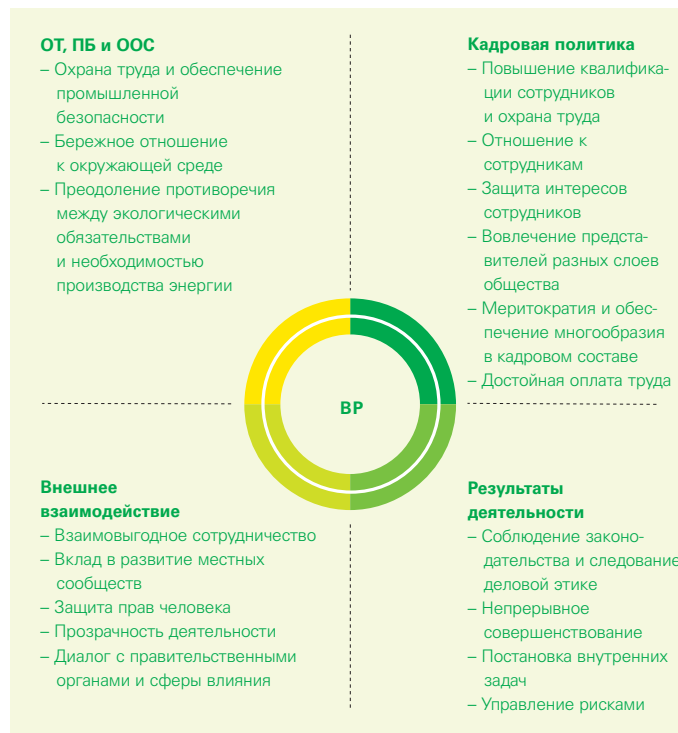 ОТ, ПБ и ООС
– Охрана труда и обеспечение
промышленной
безопасности
– Бережное отношение
к окружающей среде
– Преодоление противоречия
между экологическими
обязательствами
и необходимостью
производства энергии
Кадровая политика
– Повышение квалифика-
ции сотрудников
и охрана труда
– Отношение к
сотрудникам
– Защита интересов
сотрудников
– Вовлечение предста-
вителей разных слоев
общества
– Меритократия и обес-
печение многообразия
в кадровом составе
– Достойная оплата труда
BP
Внешнее
взаимодействие
– Взаимовыгодное сотрудничество
– Вклад в развитие местных
сообществ
– Защита прав человека
– Прозрачность деятельности
– Диалог с правительственными
органами и сферы влияния
Результаты
деятельности
– Соблюдение законо-
дательства и следование
деловой этике
– Непрерывное
совершенствование
– Постановка внутренних
задач
– Управление рисками